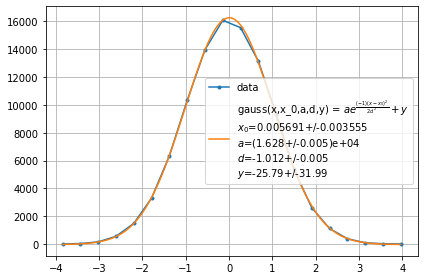 16000
14000
12000
10000
8000
6000
4000
2000
0
data
gauss(x,x_0,a,d,y) = ae^{\frac{(-1)(x-x_0)^2}{2d^2}} + y
x₀=0.005691+/-0.003555
a=(1.628+/-0.005)e+04
d=-1.012+/-0.005
y=-25.79+/-31.99
−4 −3 −2 −1 0 1 2 3 4